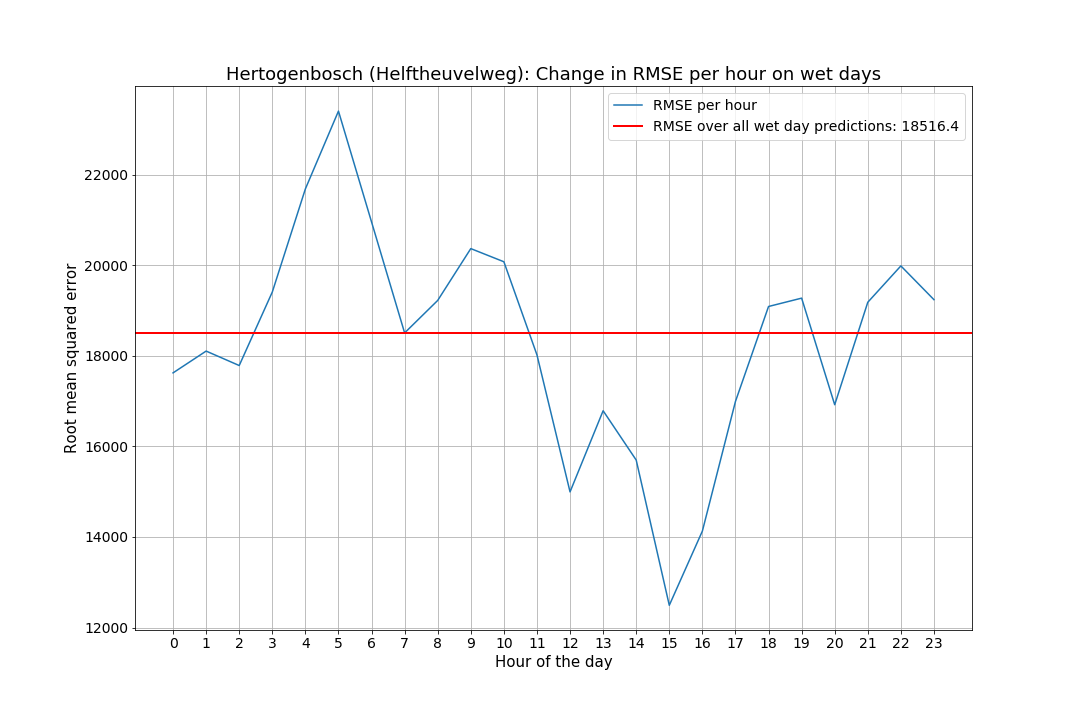 Hertogenbosch (Helftheuvelweg): Change in RMSE per hour on wet days
RMSE per hour
RMSE over all wet day predictions: 18516.4
Root mean squared error
22000
20000
18000
16000
14000
12000
0 1 2 3 4 5 6 7 8 9 10 11 12 13 14 15 16 17 18 19 20 21 22 23
Hour of the day